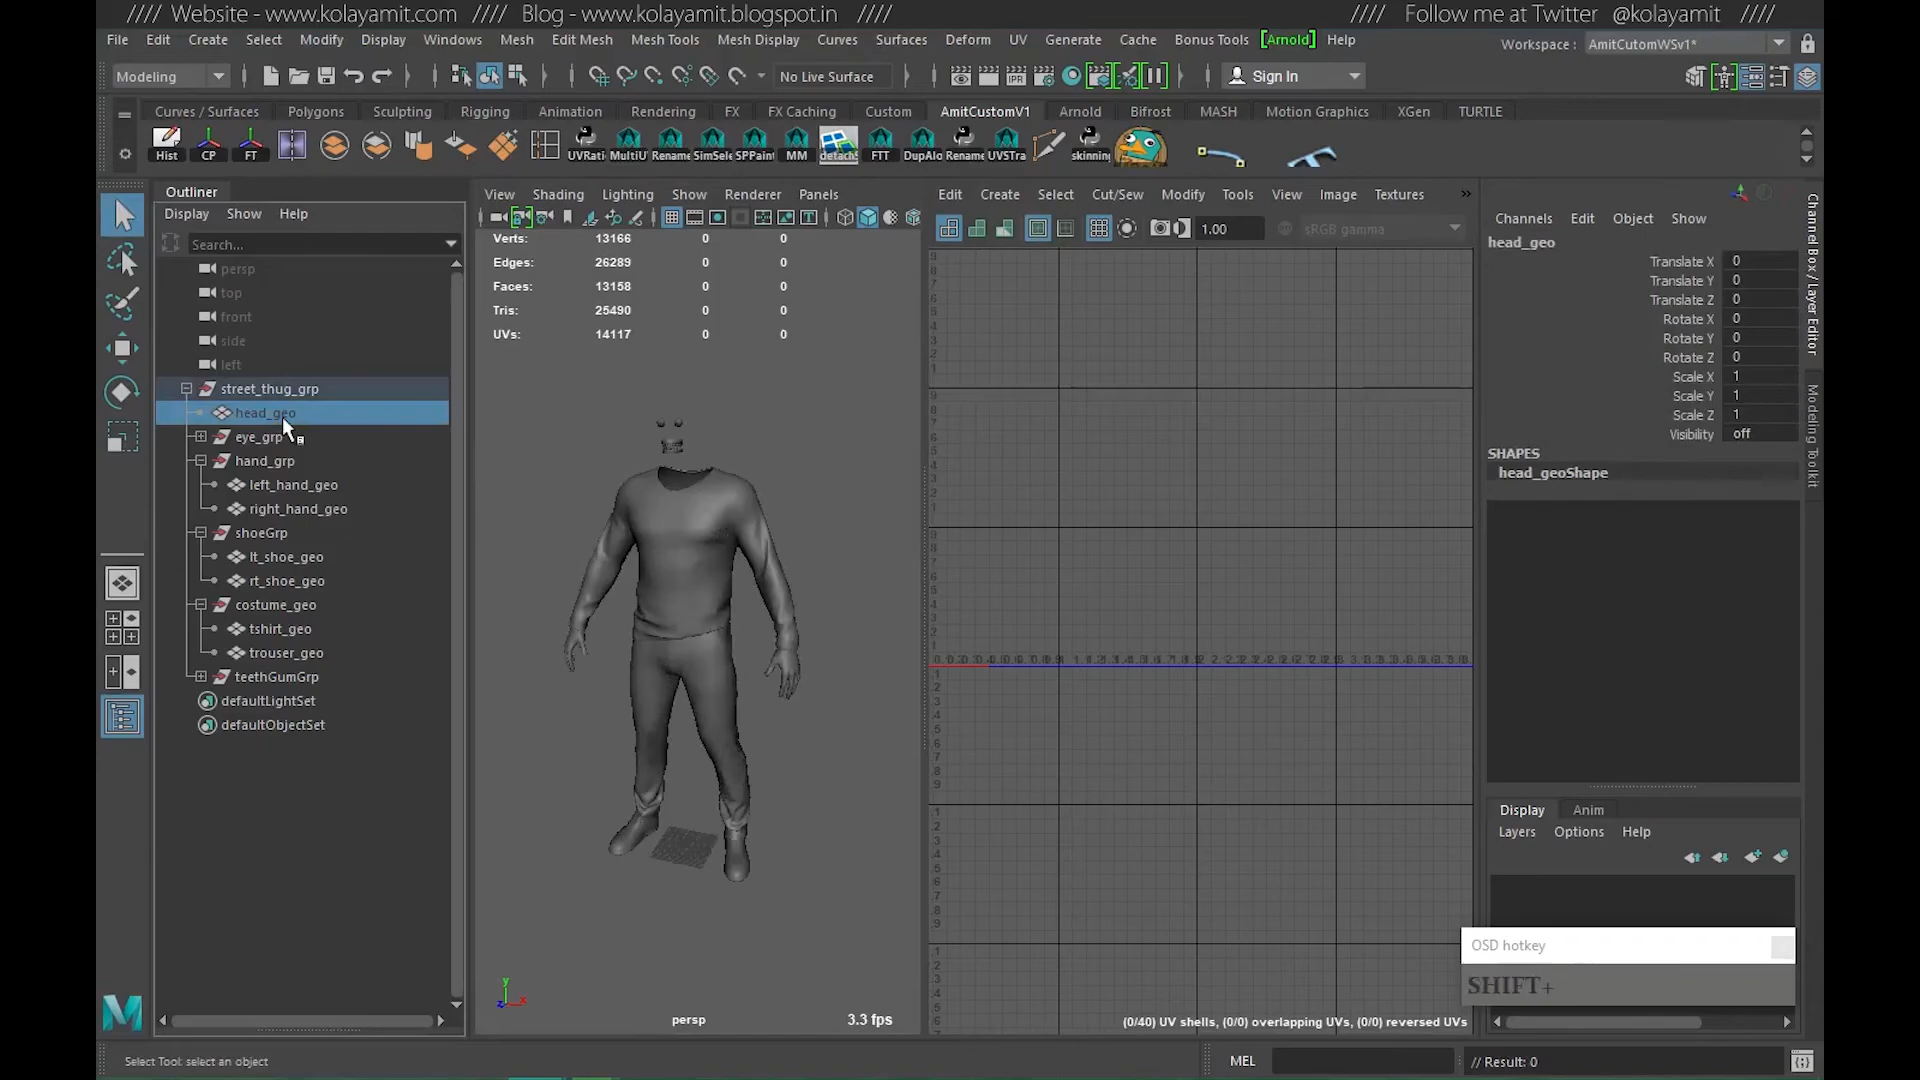 //// Website - www.kolayamit.com //// Blog - www.kolayamit.blogspot.in ////
//// Follow me at Twitter @kolayamit ////
File Edit Create Select Modify Display Windows Mesh Edit Mesh Mesh Tools Mesh Display Curves Surfaces Deform UV Generate Cache Bonus Tools [Arnold] Help
Workspace : AmitCutomWSv1*
Modeling
No Live Surface
IPR
Sign In
Curves / Surfaces Polygons Sculpting Rigging Animation Rendering FX FX Caching Custom AmitCustomV1 Arnold Bifrost MASH Motion Graphics XGen TURTLE
Hist CP FT UVRati MultiU Rename SimSele SPPain MM detachS FTT DupAlo Rename UVSTra skinning
Outliner
Display Show Help
Search...
persp
top
front
side
left
street_thug_grp
head_geo
eye_grp
hand_grp
left_hand_geo
right_hand_geo
shoeGrp
lt_shoe_geo
rt_shoe_geo
costume_geo
tshirt_geo
trouser_geo
teethGumGrp
defaultLightSet
defaultObjectSet
View Shading Lighting Show Renderer Panels
Verts: 13166 0 0
Edges: 26289 0 0
Faces: 13158 0 0
Tris: 25490 0 0
UVs: 14117 0 0
y
z x
persp
3.3 fps
Edit Create Select Cut/Sew Modify Tools View Image Textures »
1.00
sRGB gamma
(0/40) UV shells, (0/0) overlapping UVs, (0/0) reversed UVs
Channels Edit Object Show
head_geo
Translate X 0
Translate Y 0
Translate Z 0
Rotate X 0
Rotate Y 0
Rotate Z 0
Scale X 1
Scale Y 1
Scale Z 1
Visibility off
SHAPES
head_geoShape
Channel Box / Layer Editor
Modeling Toolkit
Display Anim
Layers Options Help
OSD hotkey
SHIFT+
Select Tool: select an object
MEL
// Result: 0